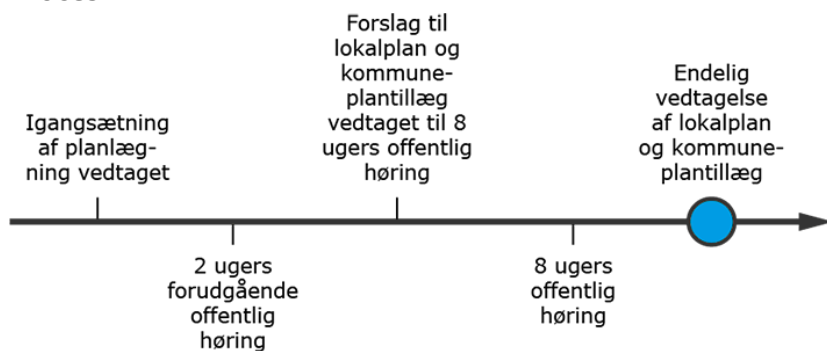 Igangsætning
af planlæg-
ning vedtaget
2 ugers
forudgående
offentlig
høring
Forslag til
lokalplan og
kommune-
plantillæg
vedtaget til 8
ugers offentlig
høring
8 ugers
offentlig
høring
Endelig
vedtagelse
af lokalplan
og kommune-
plantillæg